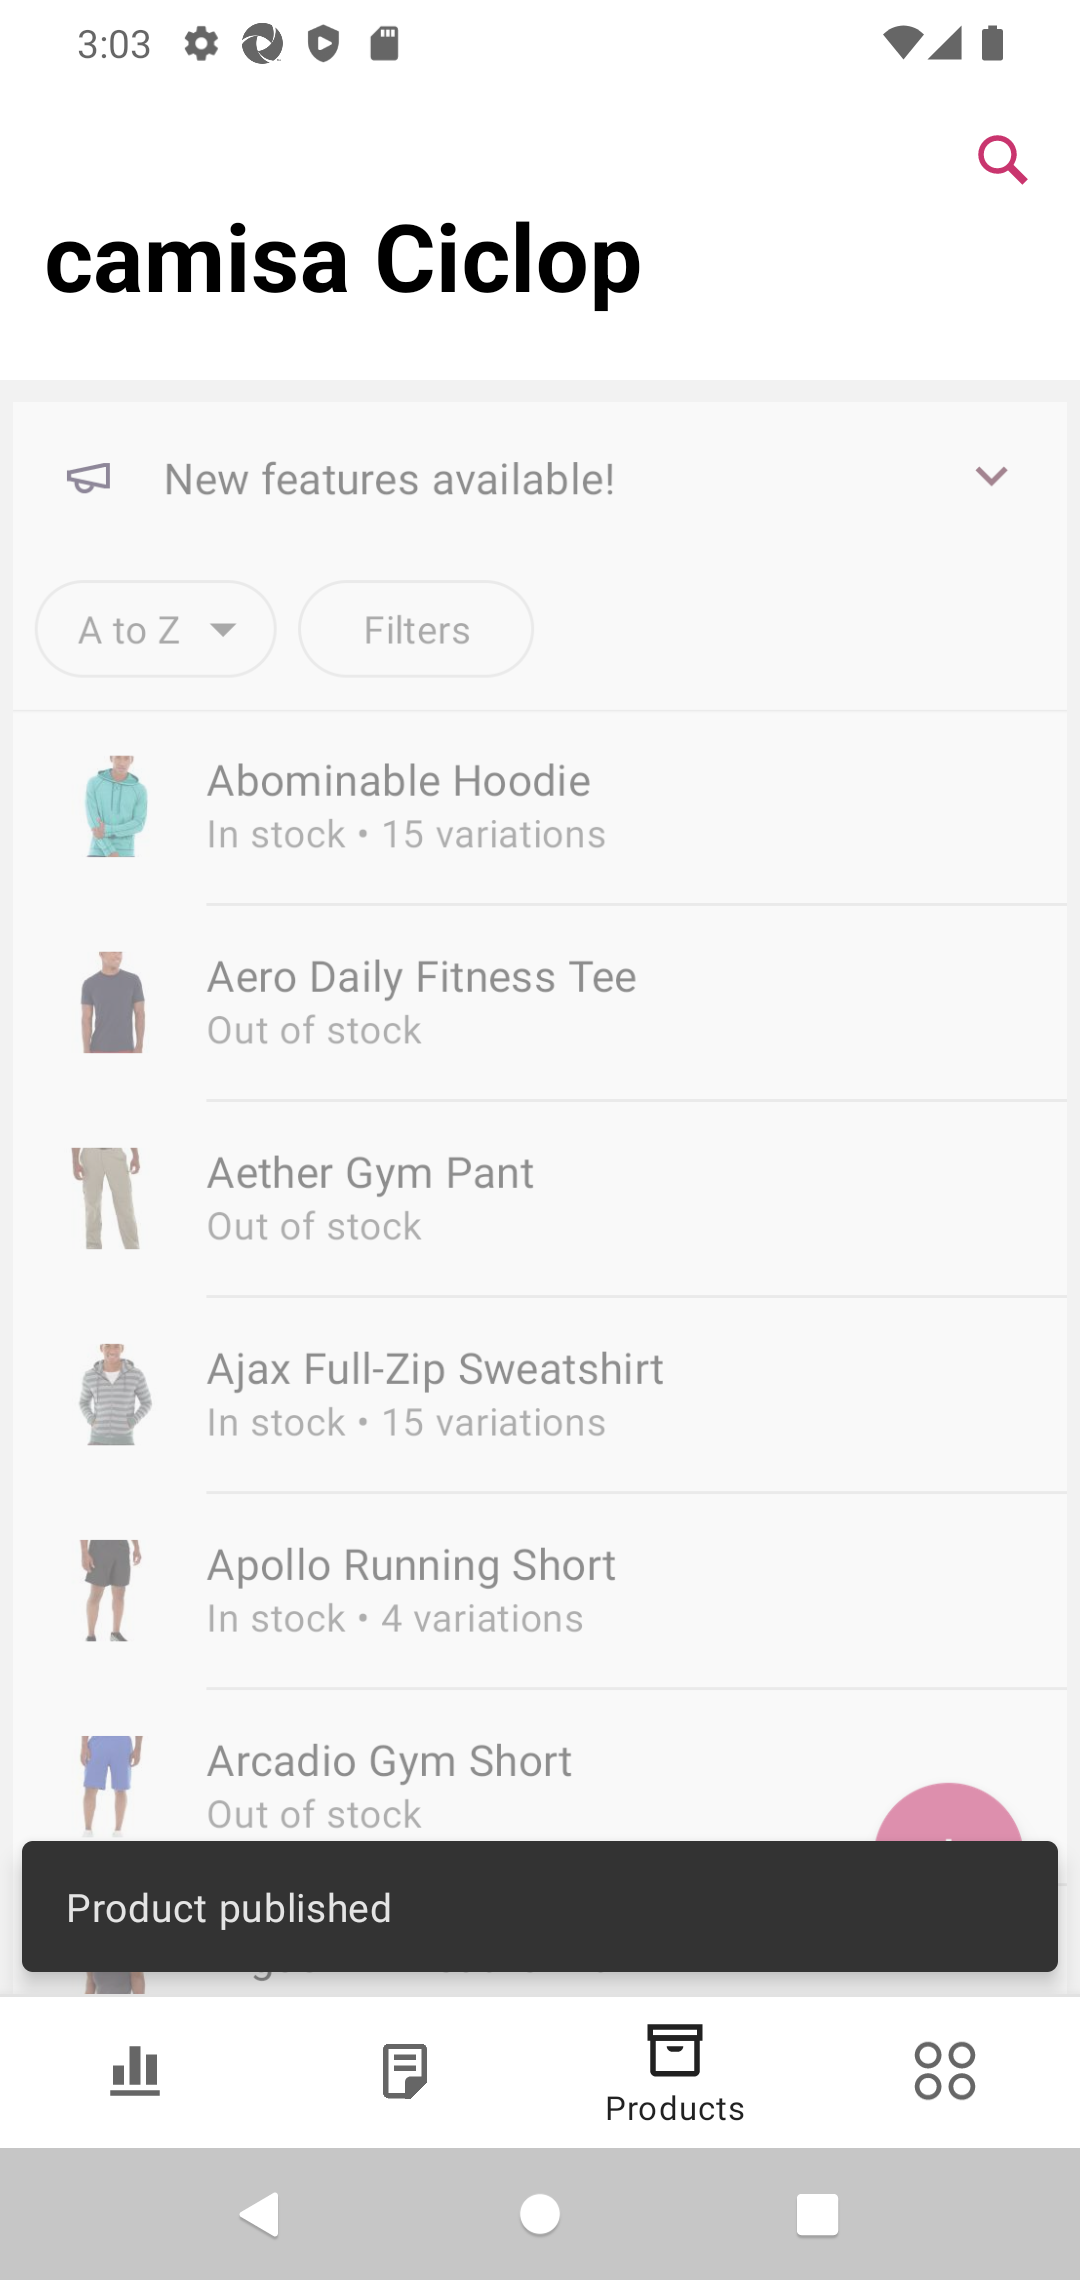 3:03
camisa Ciclop
New features available!
A to Z
Filters
Abominable Hoodie
In stock • 15 variations
Aero Daily Fitness Tee
Out of stock
Aether Gym Pant
Out of stock
Ajax Full-Zip Sweatshirt
In stock • 15 variations
Apollo Running Short
In stock • 4 variations
Arcadio Gym Short
Out of stock
Product published
Products